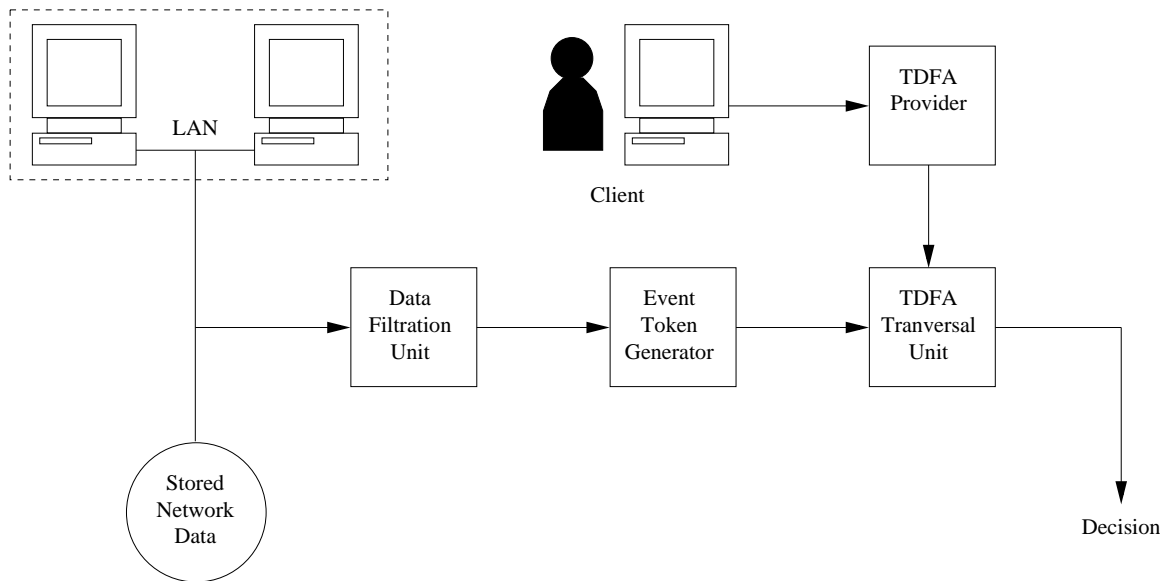 LAN
Client
TDFA
Provider
Data
Filtration
Unit
Event
Token
Generator
TDFA
Tranversal
Unit
Stored
Network
Data
Decision